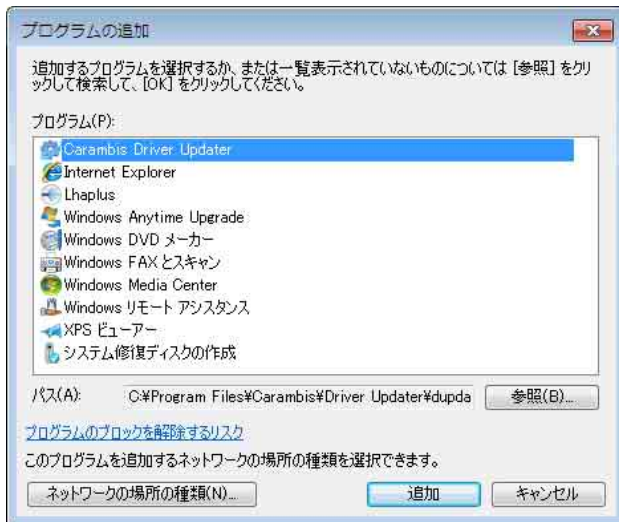 プログラムの追加
追加するプログラムを選択するか、または一覧表示されていないものについては [参照] をクリ
ックして検索して、[OK] をクリックしてください。
プログラム(P):
Carambis Driver Updater
Internet Explorer
Lhaplus
Windows Anytime Upgrade
Windows DVD メーカー
Windows FAX とスキャン
Windows Media Center
Windows リモート アシスタンス
XPS ビューアー
システム修復ディスクの作成
パス(A):
C:¥Program Files¥Carambis¥Driver Updater¥dupda
参照(B)...
プログラムのブロックを解除するリスク
このプログラムを追加するネットワークの場所の種類を選択できます。
ネットワークの場所の種類(N)...
追加
キャンセル